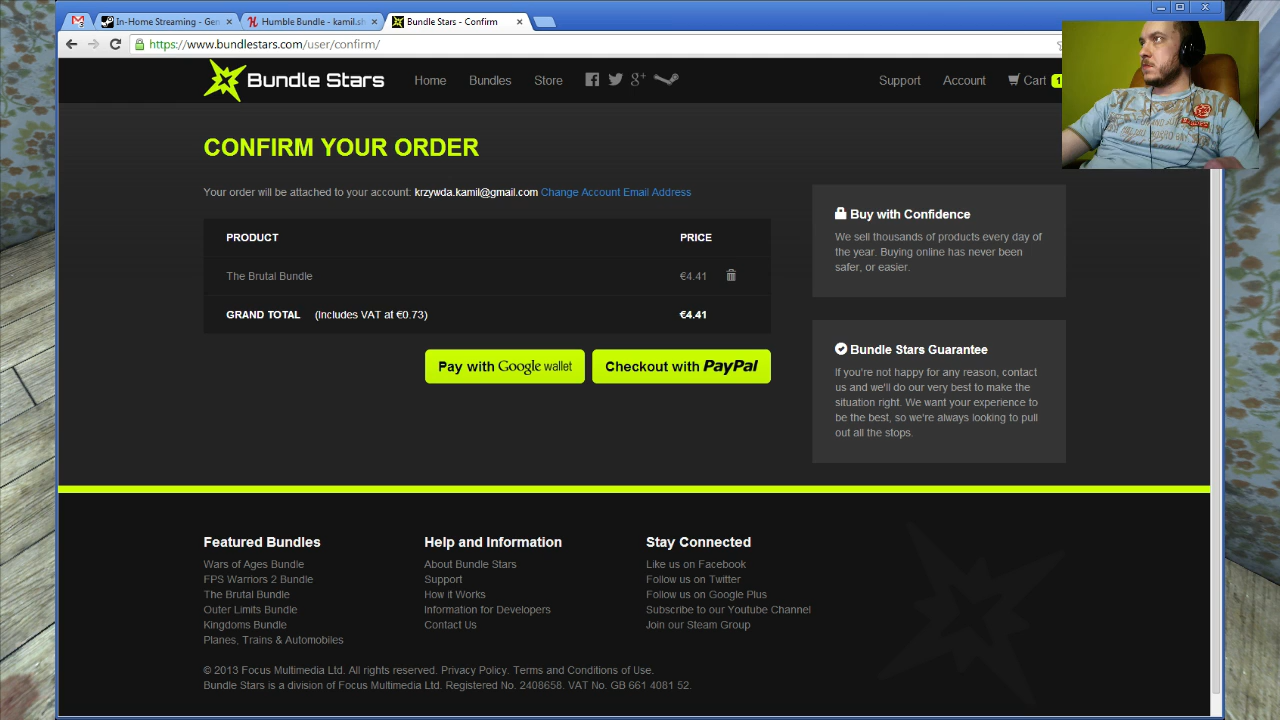 In-Home Streaming - Gen
Humble Bundle - kamil.sh
Bundle Stars - Confirm
https://www.bundlestars.com/user/confirm/
Bundle Stars Home Bundles Store Support Account Cart 1
CONFIRM YOUR ORDER
Your order will be attached to your account: krzywda.kamil@gmail.com Change Account Email Address
PRODUCT PRICE
The Brutal Bundle €4.41
GRAND TOTAL (Includes VAT at €0.73) €4.41
Pay with Google wallet
Checkout with PayPal
Buy with Confidence
We sell thousands of products every day of
the year. Buying online has never been
safer, or easier.
Bundle Stars Guarantee
If you're not happy for any reason, contact
us and we'll do our very best to make the
situation right. We want your experience to
be the best, so we're always looking to pull
out all the stops.
Featured Bundles
Wars of Ages Bundle
FPS Warriors 2 Bundle
The Brutal Bundle
Outer Limits Bundle
Kingdoms Bundle
Planes, Trains & Automobiles
Help and Information
About Bundle Stars
Support
How it Works
Information for Developers
Contact Us
Stay Connected
Like us on Facebook
Follow us on Twitter
Follow us on Google Plus
Subscribe to our Youtube Channel
Join our Steam Group
© 2013 Focus Multimedia Ltd. All rights reserved. Privacy Policy. Terms and Conditions of Use.
Bundle Stars is a division of Focus Multimedia Ltd. Registered No. 2408658. VAT No. GB 661 4081 52.